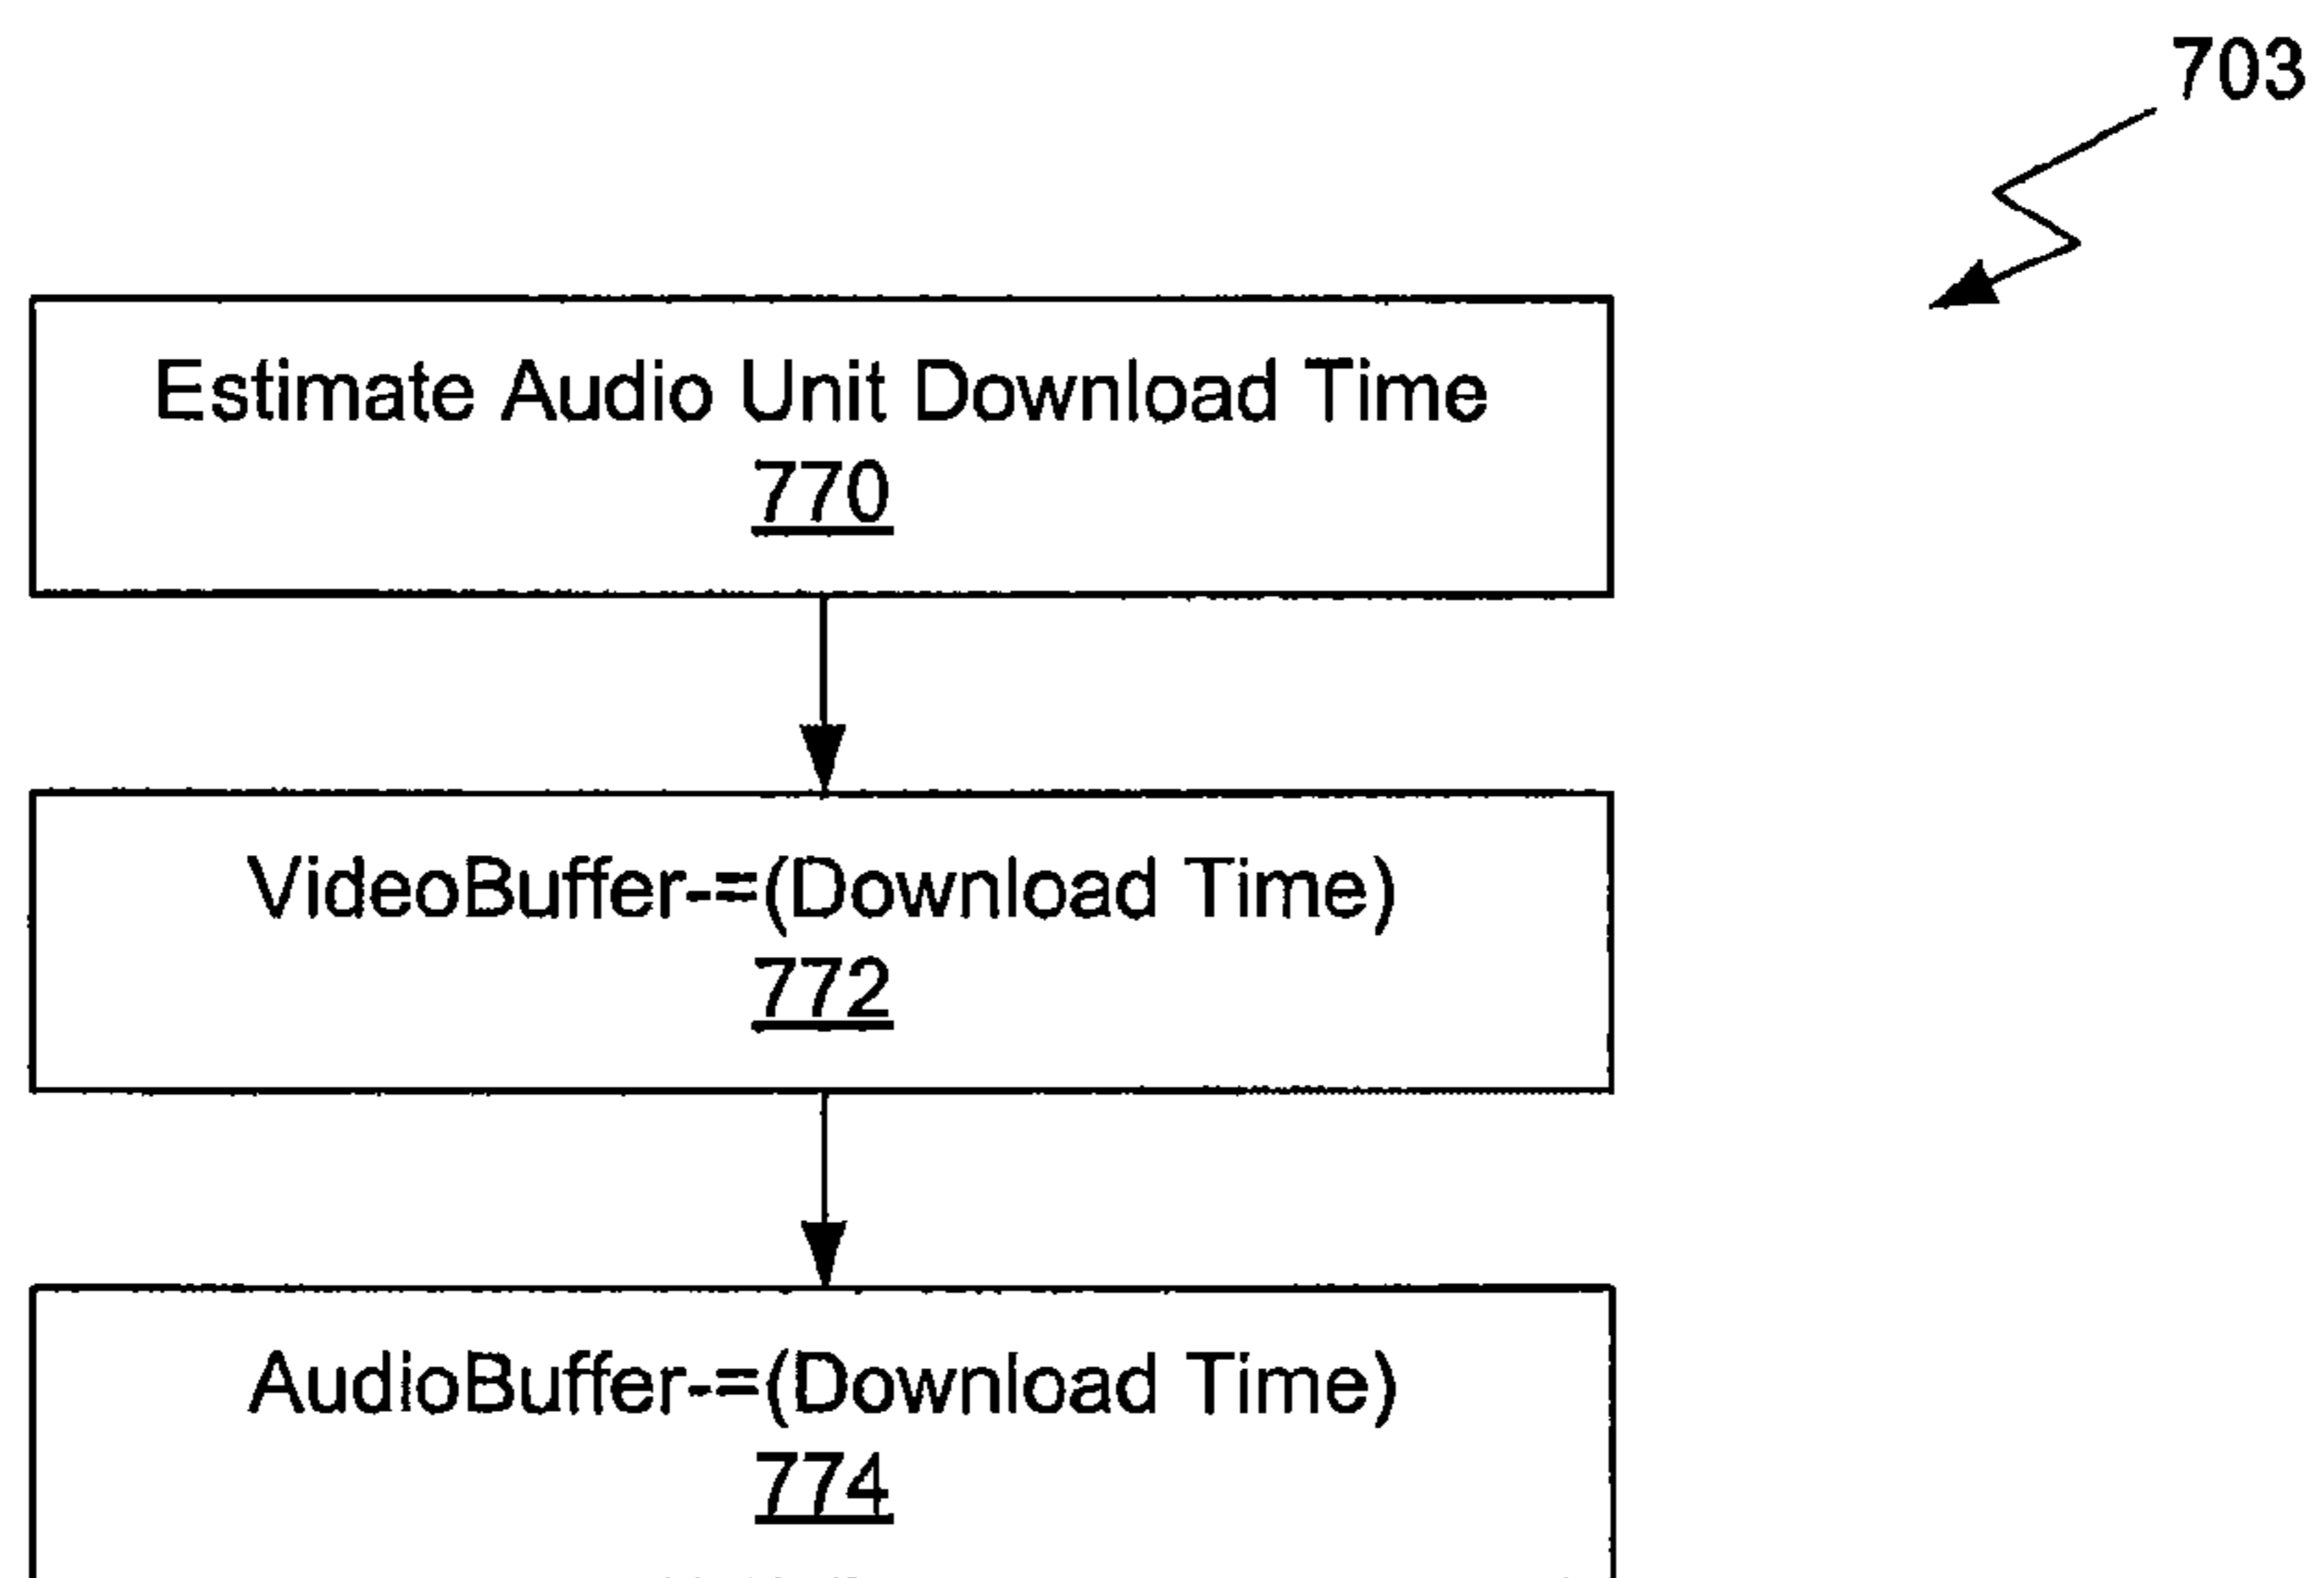 703
Estimate Audio Unit Download Time
770
VideoBuffer-=(Download Time)
772
AudioBuffer-=(Download Time)
774